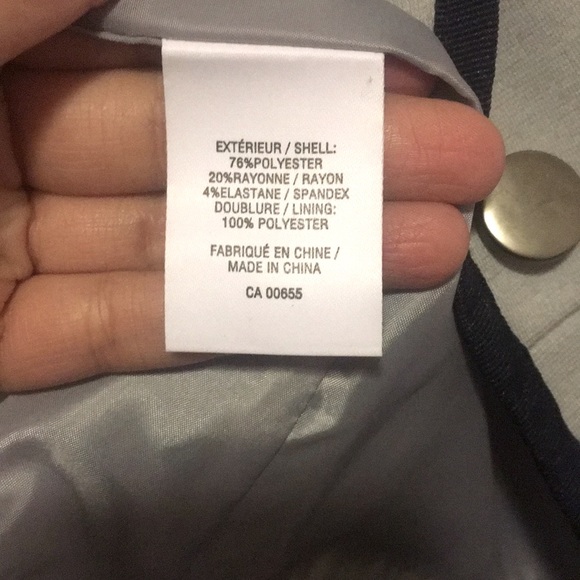 EXTÉRIEUR / SHELL:
76%POLYESTER
20%RAYONNE / RAYON
4%ELASTANE / SPANDEX
DOUBLURE / LINING:
100% POLYESTER
FABRIQUÉ EN CHINE /
MADE IN CHINA
CA 00655